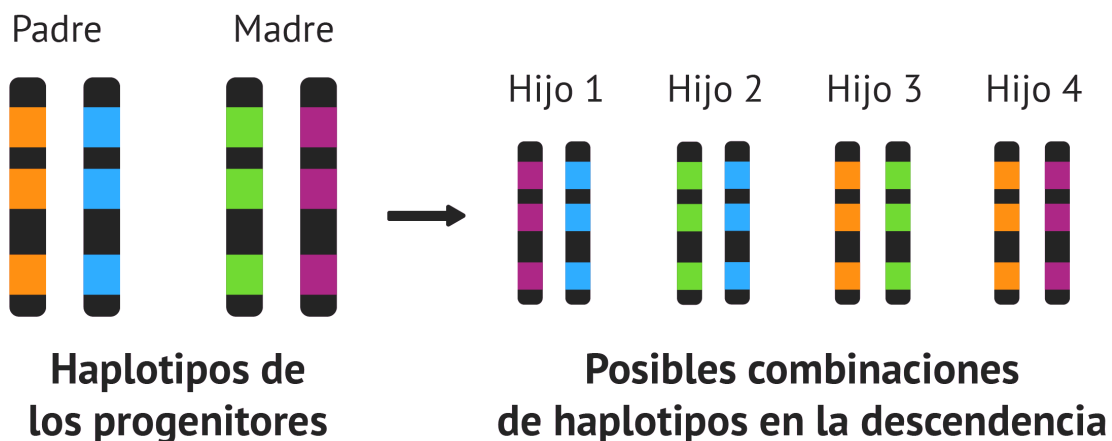 Padre
Madre
Hijo 1
Hijo 2
Hijo 3
Hijo 4
Haplotipos de
los progenitores
Posibles combinaciones
de haplotipos en la descendencia